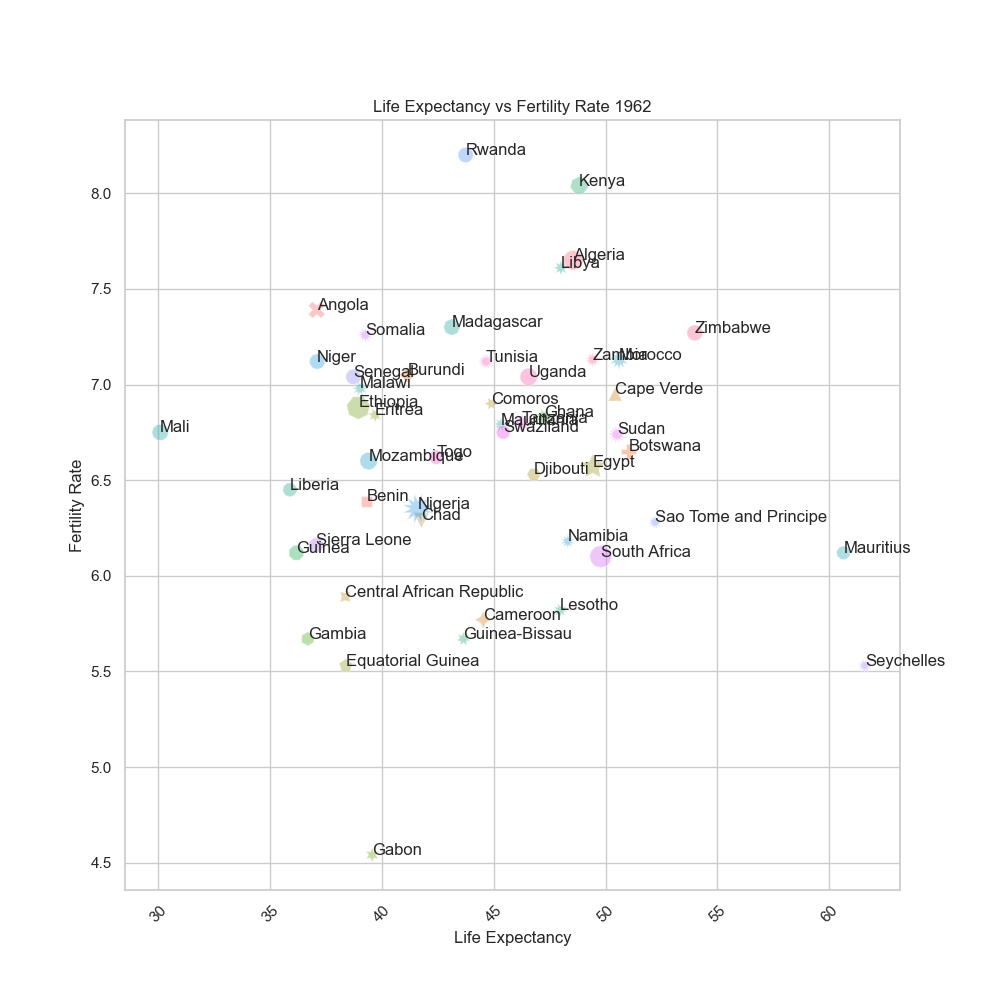 Life Expectancy vs Fertility Rate 1962
Rwanda
Kenya
8.0
Algeria
Libya
7.5
Angola
Madagascar
Somalia
Zimbabwe
Niger
Tunisia
Zambia
Morocco
Senegal
Burundi
Uganda
7.0
Malawi
Cape Verde
Ethiopia
Comoros
Eritrea
Ghana
Mali
Mauritania
Tanzania
Swaziland
Sudan
Botswana
Mozambique
Togo
Djibouti
Egypt
6.5
Liberia
Benin
Nigeria
Chad
Sao Tome and Principe
Sierra Leone
Guinea
Namibia
South Africa
Mauritius
6.0
Central African Republic
Lesotho
Cameroon
Gambia
Guinea-Bissau
5.5
Equatorial Guinea
Seychelles
5.0
4.5
Gabon
Fertility Rate
30 35 40 45 50 55 60
Life Expectancy